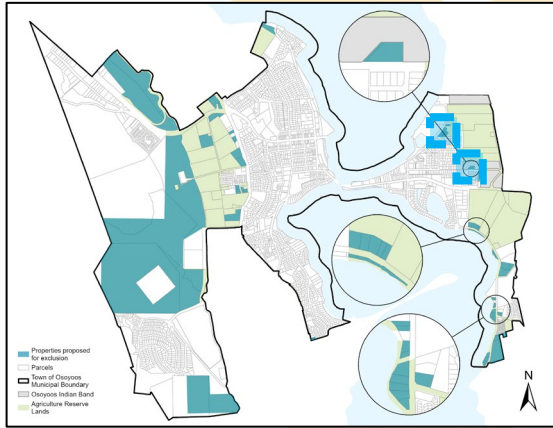 Properties proposed
for exclusion
Parcels
Town of Osoyoos
Municipal Boundary
Osoyoos Indian Band
Agriculture Reserve
Lands
N